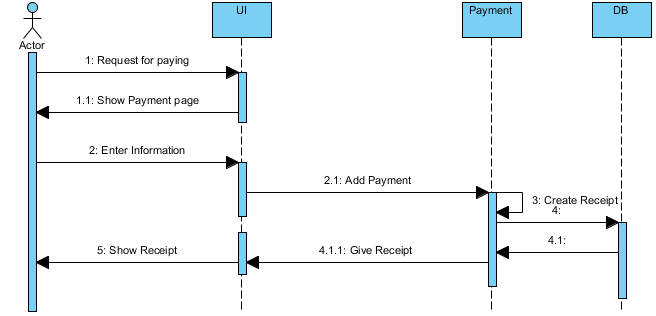 UI
Payment
DB
Actor
1: Request for paying
1.1: Show Payment page
2: Enter Information
2.1: Add Payment
3: Create Receipt
4:
4.1:
4.1.1: Give Receipt
5: Show Receipt